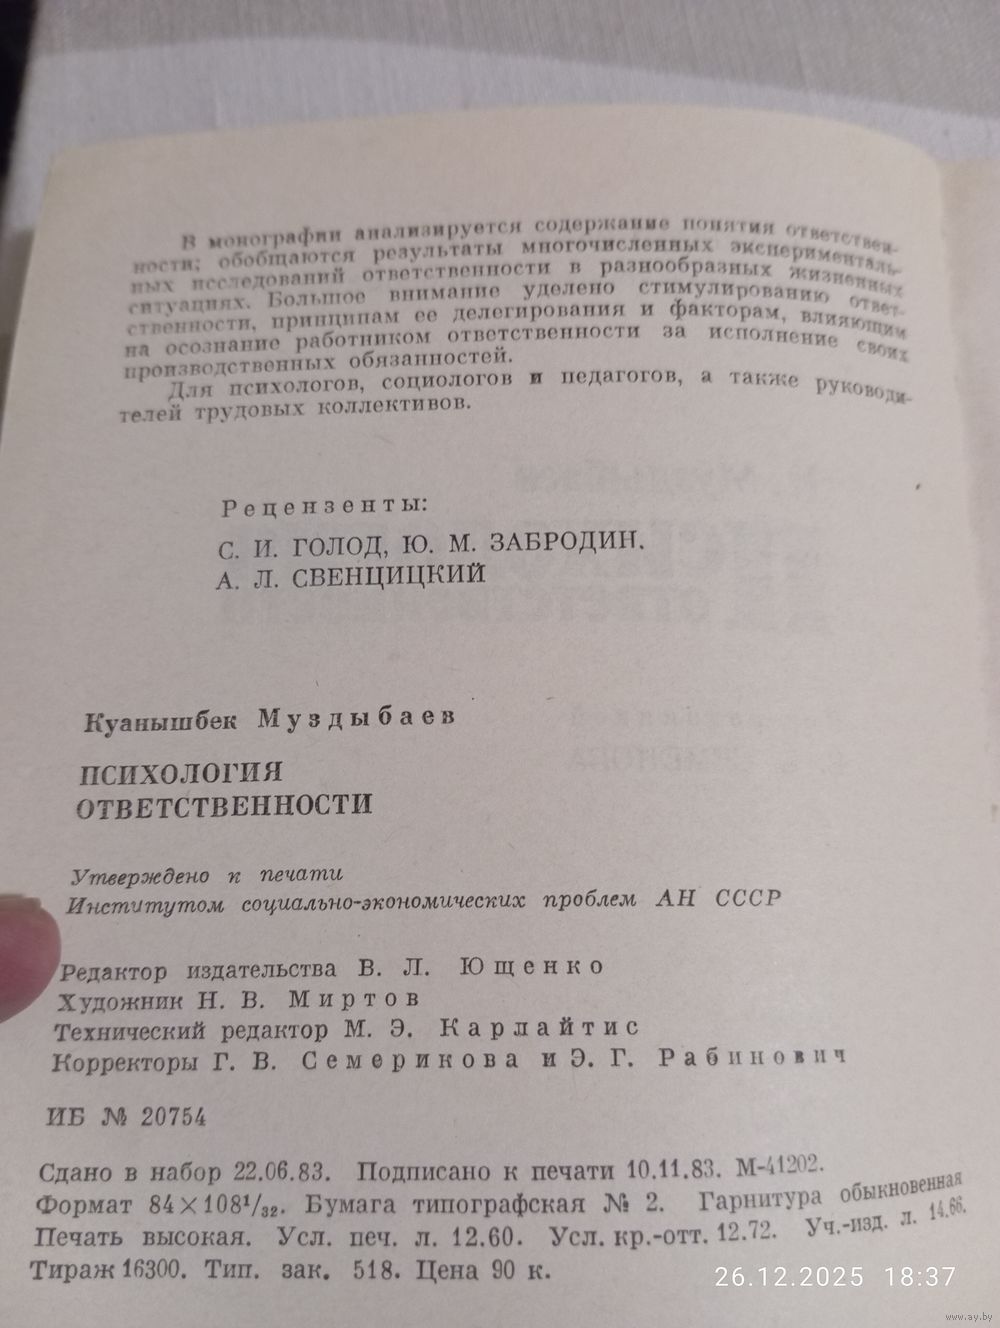 В монографии анализируется содержание понятия ответствен-
ности; обобщаются результаты многочисленных эксперименталь-
ных исследований ответственности в разнообразных жизненных
ситуациях. Большое внимание уделено стимулированию ответ-
ственности, принципам ее делегирования и факторам, влияющим
на осознание работником ответственности за исполнение своих
производственных обязанностей.
Для психологов, социологов и педагогов, а также руководи-
телей трудовых коллективов.
Рецензенты:
С. И. ГОЛОД, Ю. М. ЗАБРОДИН.
А. Л. СВЕНЦИЦКИЙ
Куанышбек Муздыбаев
ПСИХОЛОГИЯ
ОТВЕТСТВЕННОСТИ
Утверждено к печати
Институтом социально-экономических проблем АН СССР
Редактор издательства В. Л. Ющенко
Художник Н. В. Миртов
Технический редактор М. Э. Карлайтис
Корректоры Г. В. Семерикова и Э. Г. Рабинович
ИБ № 20754
Сдано в набор 22.06.83. Подписано к печати 10.11.83. М-41202.
Формат 84×108¹/₃₂. Бумага типографская № 2. Гарнитура обыкновенная
Печать высокая. Усл. печ. л. 12.60. Усл. кр.-отт. 12.72. Уч.-изд. л. 14.66.
Тираж 16300. Тип. зак. 518. Цена 90 к.
26.12.2025 18:37
www.ay.by